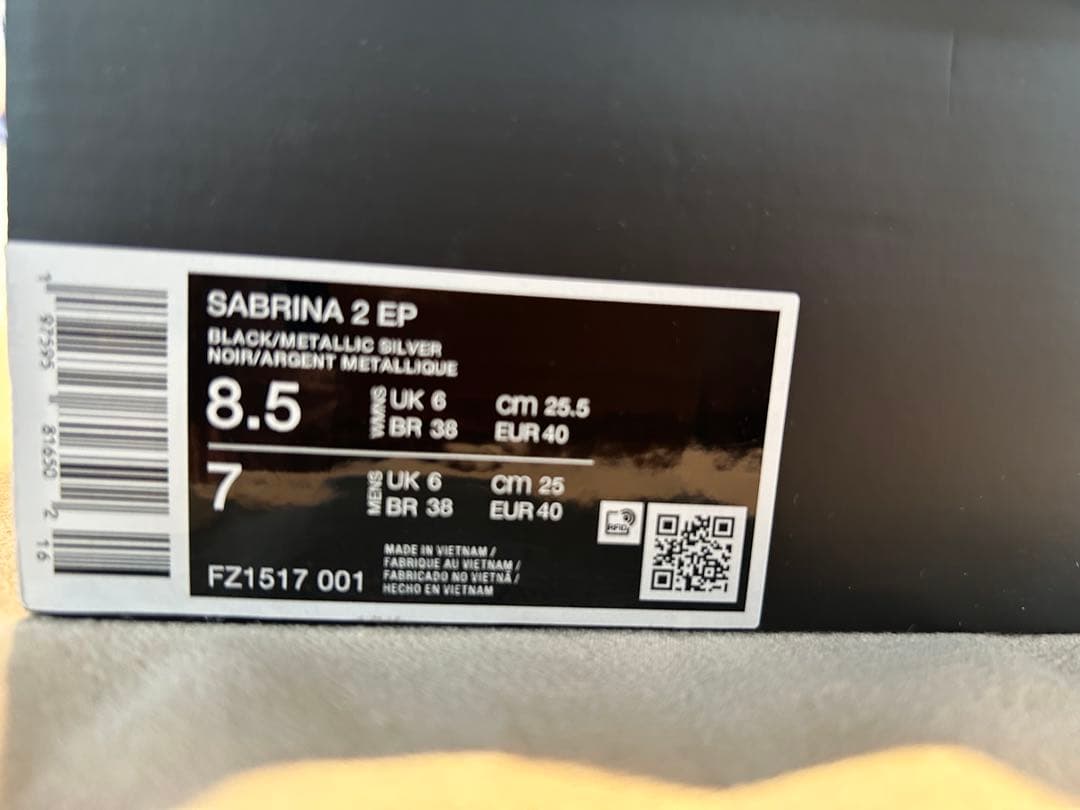 SABRINA 2 EP
BLACK/METALLIC SILVER
NOIR/ARGENT METALLIQUE
8.5 WMNS UK 6 cm 25.5
BR 38 EUR 40
7 MENS UK 6 cm 25
BR 38 EUR 40
RFID
FZ1517 001
MADE IN VIETNAM /
FABRIQUE AU VIETNAM /
FABRICADO NO VIETNÃ /
HECHO EN VIETNAM